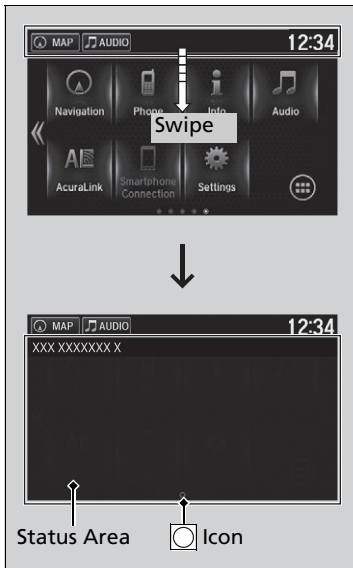 MAP AUDIO 12:34
Navigation Phone Info Audio
Swipe
AcuraLink Smartphone Connection Settings
MAP AUDIO 12:34
XXX XXXXXXX X
Status Area Icon